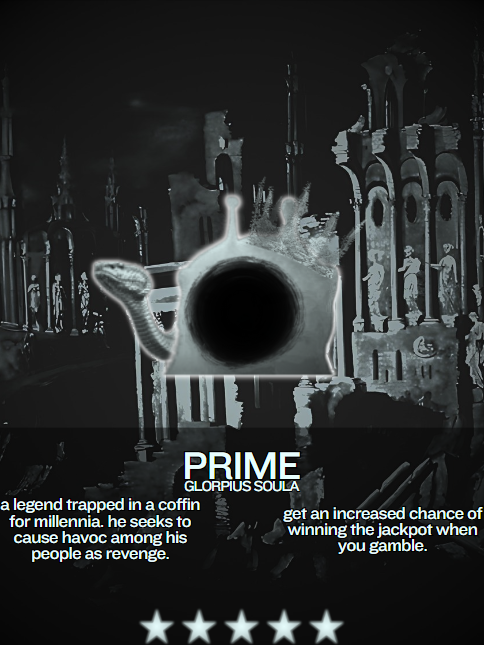 PRIME
GLORPIUS SOULA
a legend trapped in a coffin
for millennia. he seeks to
cause havoc among his
people as revenge.
get an increased chance of
winning the jackpot when
you gamble.